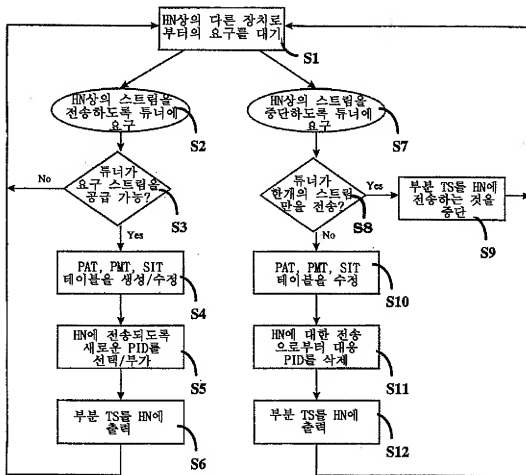 HN상의 다른 장치로
부터의 요구를 대기
S1
HN상의 스트림을
전송하도록 튜너에
요구
S2
HN상의 스트림을
중단하도록 튜너에
요구
S7
튜너가
요구 스트림을
공급 가능?
No
S3
Yes
튜너가
한개의 스트림
만을 전송?
Yes
S8
No
부분 TS를 HN에
전송하는 것을
중단
S9
PAT, PMT, SIT
테이블을 생성/수정
S4
PAT, PMT, SIT
테이블을 수정
S10
HN에 전송되도록
새로운 PID를
선택/부가
S5
HN에 대한 전송
으로부터 대응
PID를 삭제
S11
부분 TS를 HN에
출력
S6
부분 TS를 HN에
출력
S12